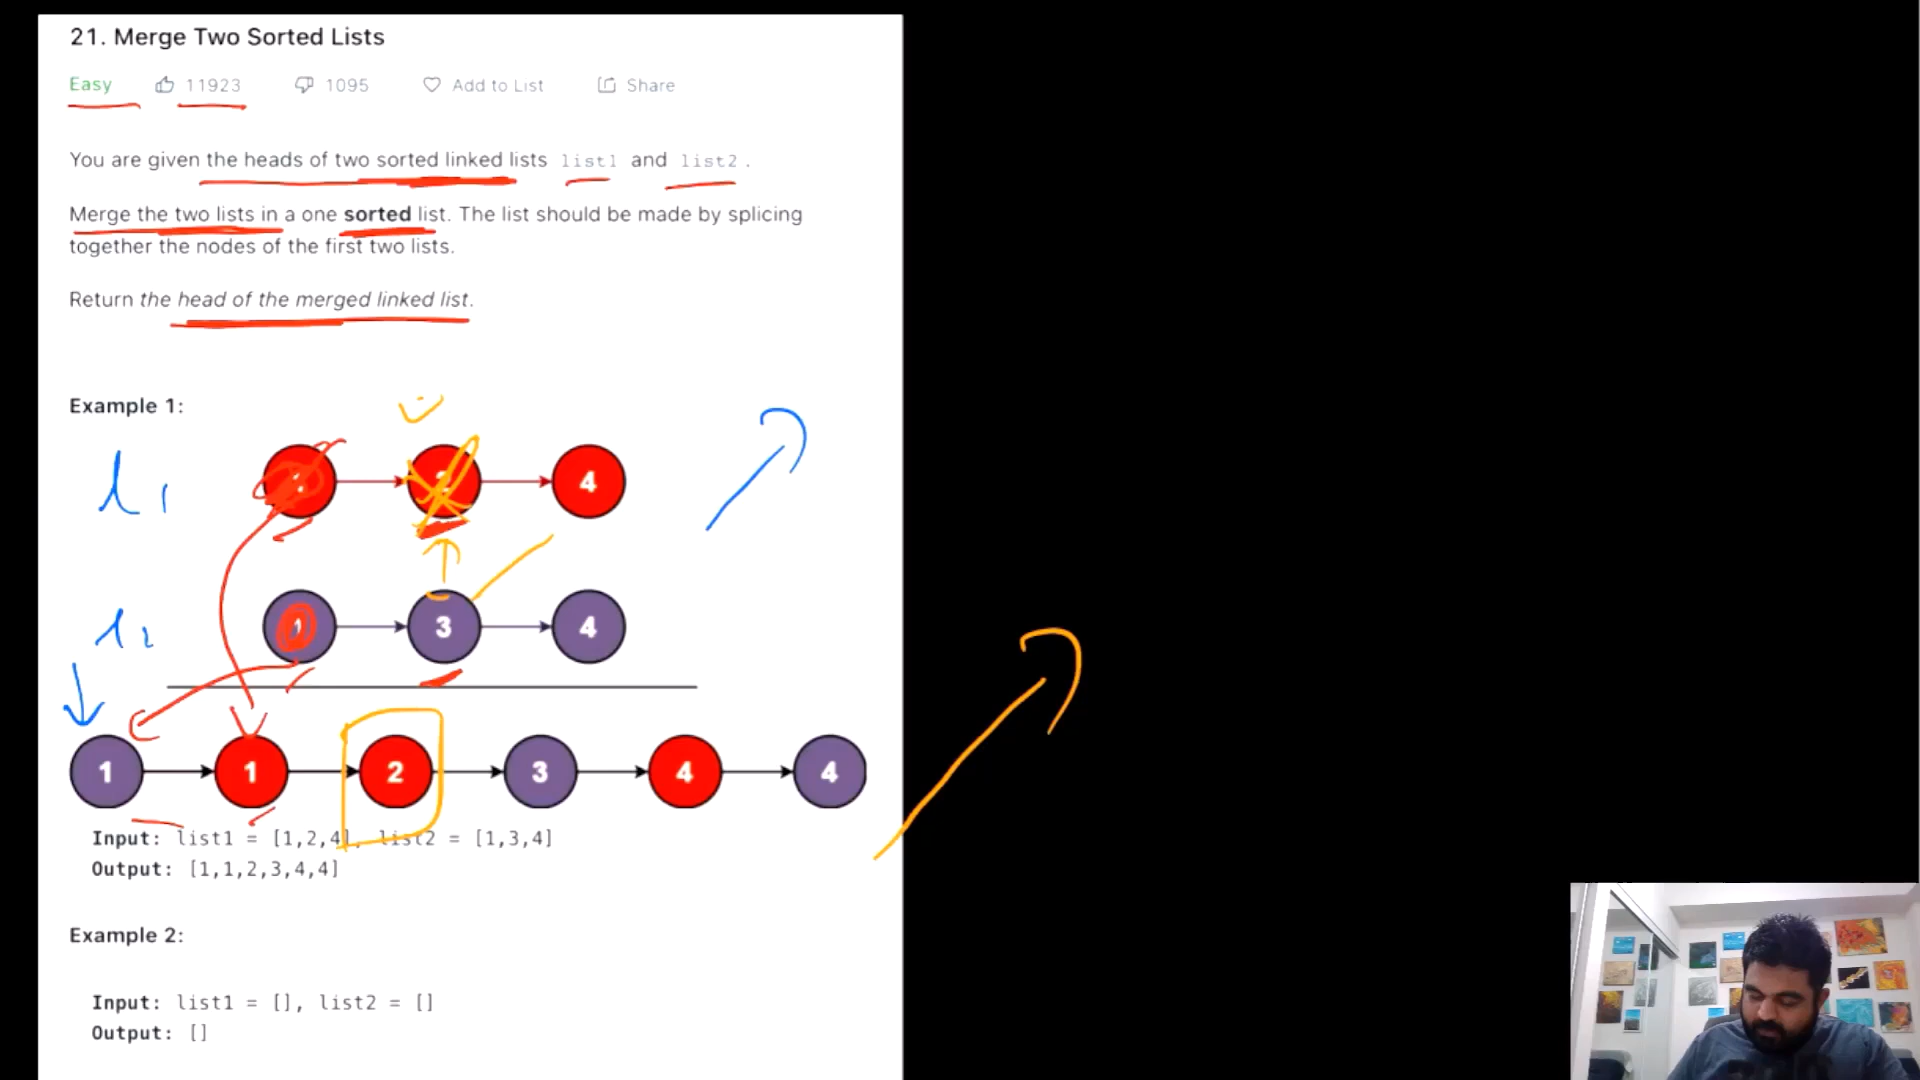 21. Merge Two Sorted Lists
Easy 11923 1095 Add to List Share
You are given the heads of two sorted linked lists list1 and list2.
Merge the two lists in a one sorted list. The list should be made by splicing
together the nodes of the first two lists.
Return the head of the merged linked list.
Example 1:
l1 4
l2 1 3 4
1 1 2 3 4 4
Input: list1 = [1,2,4], list2 = [1,3,4]
Output: [1,1,2,3,4,4]
Example 2:
Input: list1 = [], list2 = []
Output: []